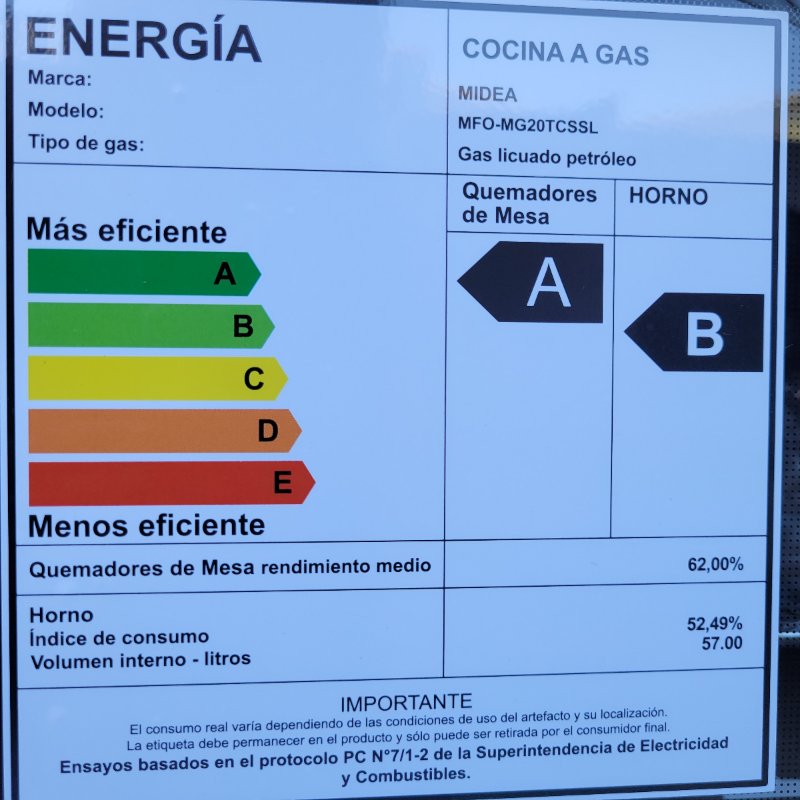 ENERGÍA
COCINA A GAS
Marca:
MIDEA
Modelo:
MFO-MG20TCSSL
Tipo de gas:
Gas licuado petróleo
Quemadores
de Mesa
HORNO
Más eficiente
A
B
C
D
E
Menos eficiente
A
B
Quemadores de Mesa rendimiento medio
62,00%
Horno
Índice de consumo
52,49%
Volumen interno - litros
57.00
IMPORTANTE
El consumo real varía dependiendo de las condiciones de uso del artefacto y su localización.
La etiqueta debe permanecer en el producto y sólo puede ser retirada por el consumidor final.
Ensayos basados en el protocolo PC N°7/1-2 de la Superintendencia de Electricidad
y Combustibles.